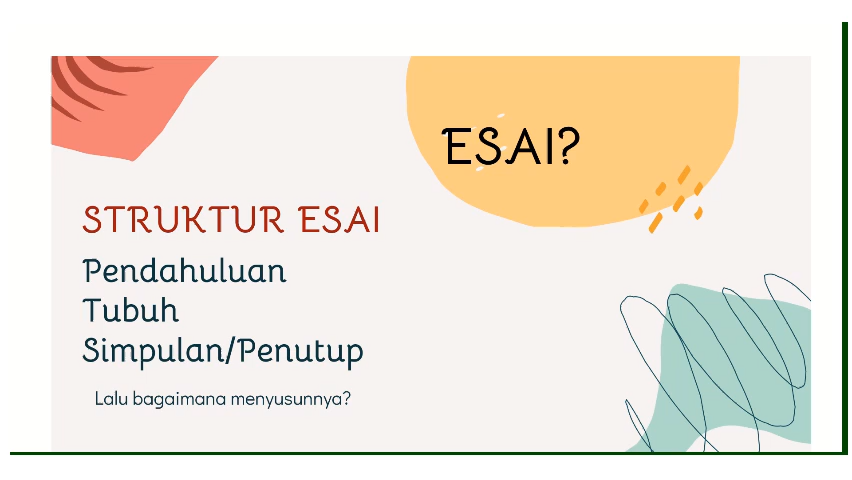 ESAI?
STRUKTUR ESAI
Pendahuluan
Tubuh
Simpulan/Penutup
Lalu bagaimana menyusunnya?